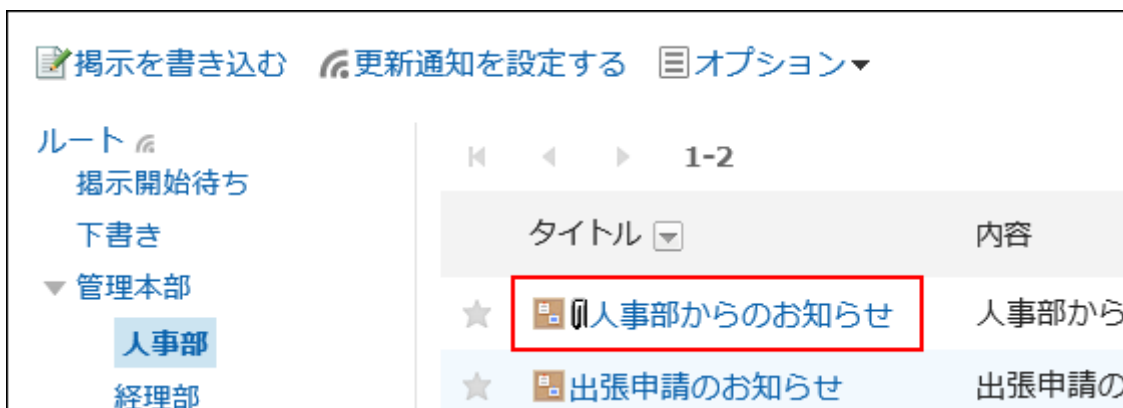 掲示を書き込む 更新通知を設定する オプション
ルート
掲示開始待ち
下書き
管理本部
人事部
経理部
1-2
タイトル 内容
人事部からのお知らせ 人事部から
出張申請のお知らせ 出張申請の